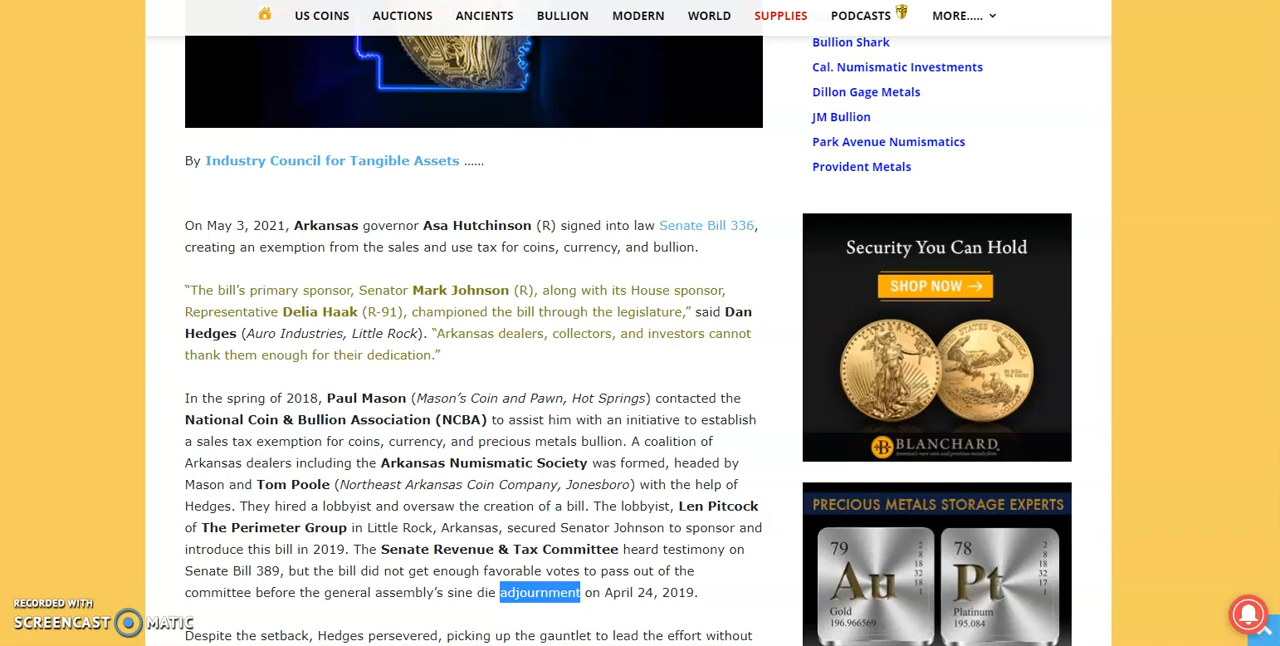 US COINS AUCTIONS ANCIENTS BULLION MODERN WORLD SUPPLIES PODCASTS MORE.....
By Industry Council for Tangible Assets ……
On May 3, 2021, Arkansas governor Asa Hutchinson (R) signed into law Senate Bill 336,
creating an exemption from the sales and use tax for coins, currency, and bullion.
“The bill’s primary sponsor, Senator Mark Johnson (R), along with its House sponsor,
Representative Delia Haak (R-91), championed the bill through the legislature,” said Dan
Hedges (Auro Industries, Little Rock). “Arkansas dealers, collectors, and investors cannot
thank them enough for their dedication.”
In the spring of 2018, Paul Mason (Mason’s Coin and Pawn, Hot Springs) contacted the
National Coin & Bullion Association (NCBA) to assist him with an initiative to establish
a sales tax exemption for coins, currency, and precious metals bullion. A coalition of
Arkansas dealers including the Arkansas Numismatic Society was formed, headed by
Mason and Tom Poole (Northeast Arkansas Coin Company, Jonesboro) with the help of
Hedges. They hired a lobbyist and oversaw the creation of a bill. The lobbyist, Len Pitcock
of The Perimeter Group in Little Rock, Arkansas, secured Senator Johnson to sponsor and
introduce this bill in 2019. The Senate Revenue & Tax Committee heard testimony on
Senate Bill 389, but the bill did not get enough favorable votes to pass out of the
committee before the general assembly’s sine die adjournment on April 24, 2019.
Despite the setback, Hedges persevered, picking up the gauntlet to lead the effort without
Bullion Shark
Cal. Numismatic Investments
Dillon Gage Metals
JM Bullion
Park Avenue Numismatics
Provident Metals
Security You Can Hold
SHOP NOW →
BLANCHARD
PRECIOUS METALS STORAGE EXPERTS
79
2
8
18
32
18
1
Au
Gold
196.966569
78
2
8
18
32
17
1
Pt
Platinum
195.084
RECORDED WITH
SCREENCAST MATIC